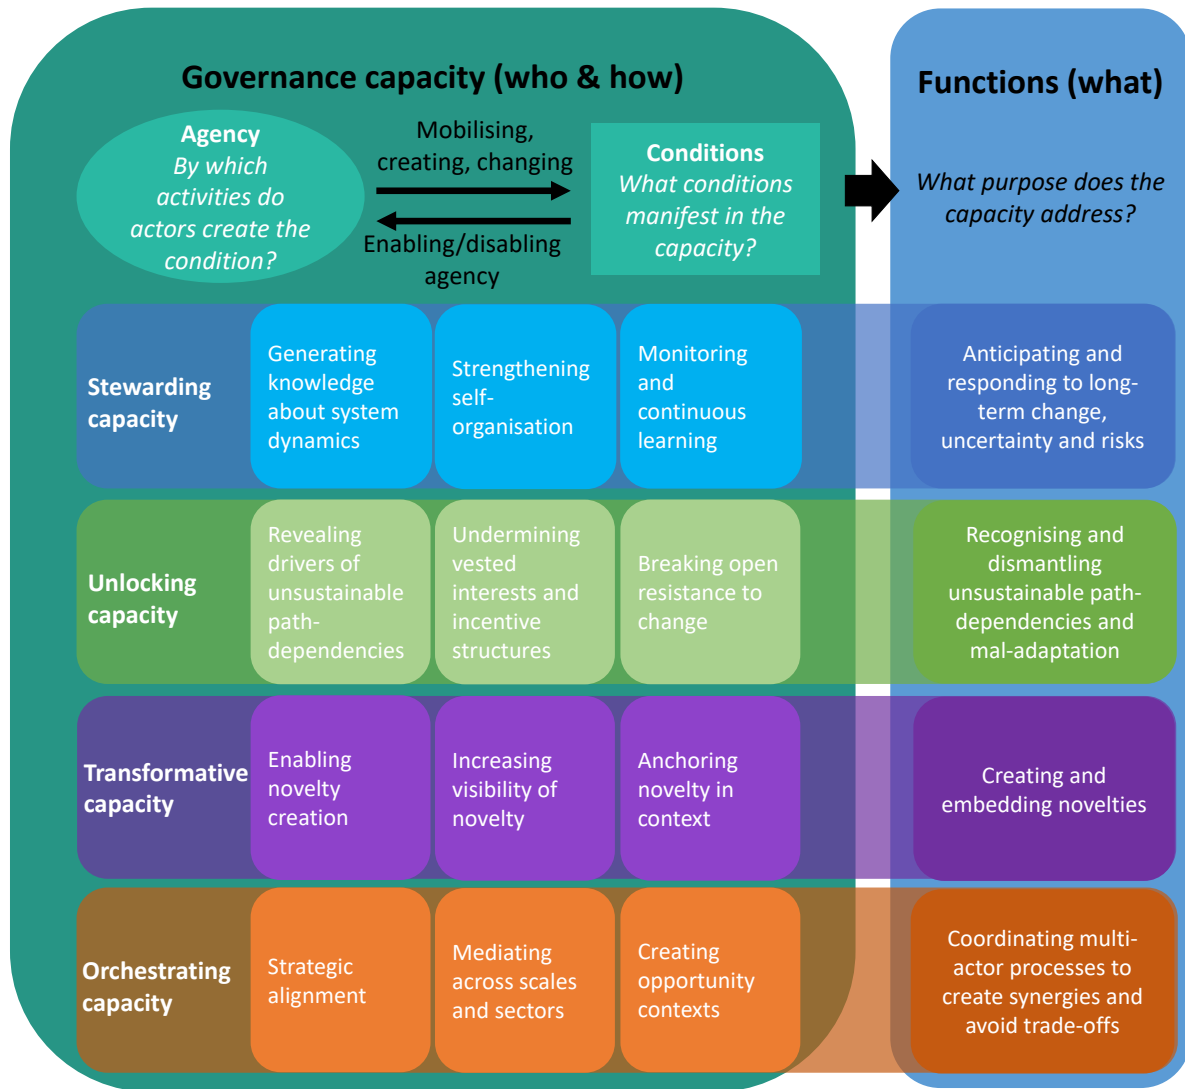 Governance capacity (who & how)
Functions (what)
Agency
By which
activities do
actors create the
condition?
Mobilising,
creating, changing
Enabling/disabling
agency
Conditions
What conditions
manifest in the
capacity?
What purpose does the
capacity address?
Stewarding
capacity
Generating
knowledge
about system
dynamics
Strengthening
self-
organisation
Monitoring
and
continuous
learning
Anticipating and
responding to long-
term change,
uncertainty and risks
Unlocking
capacity
Revealing
drivers of
unsustainable
path-
dependencies
Undermining
vested
interests and
incentive
structures
Breaking open
resistance to
change
Recognising and
dismantling
unsustainable path-
dependencies and
mal-adaptation
Transformative
capacity
Enabling
novelty
creation
Increasing
visibility of
novelty
Anchoring
novelty in
context
Creating and
embedding novelties
Orchestrating
capacity
Strategic
alignment
Mediating
across scales
and sectors
Creating
opportunity
contexts
Coordinating multi-
actor processes to
create synergies and
avoid trade-offs